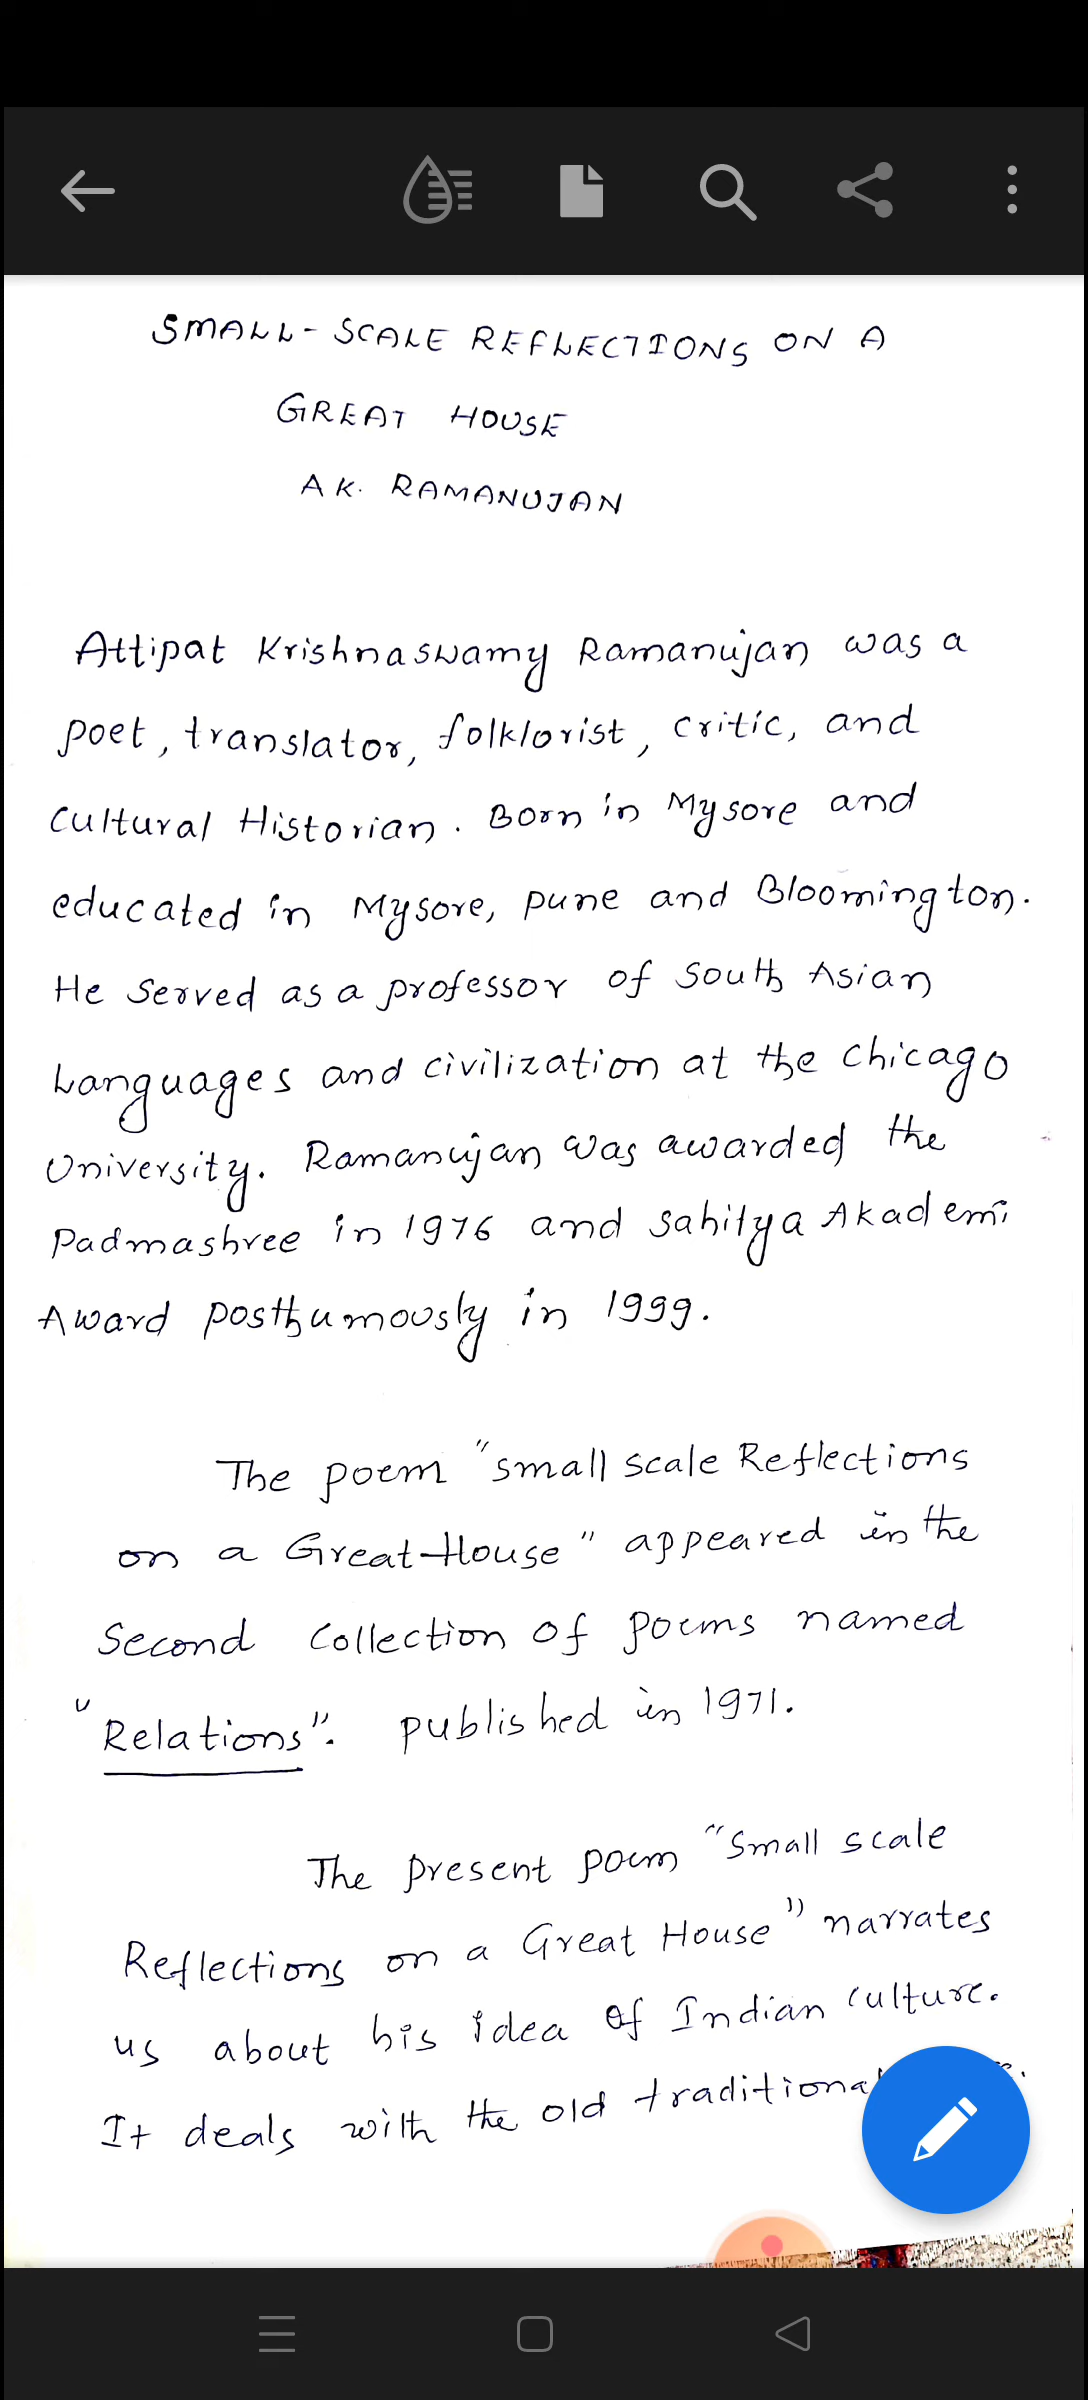 SMALL-SCALE REFLECTIONS ON A
GREAT HOUSE
A K. RAMANUJAN
Attipat Krishnaswamy Ramanujan was a
poet, translator, folklorist, critic, and
Cultural Historian. Born in Mysore and
educated in Mysore, pune and Bloomington.
He Served as a professor of South Asian
Languages and civilization at the Chicago
University. Ramanujan was awarded the
Padmashree in 1976 and Sahitya Akademi
Award posthumously in 1999.
The poem "small scale Reflections
on a Great House" appeared in the
Second Collection of poems named
"Relations". published in 1971.
The present poem "Small scale
Reflections on a Great House" narrates
us about his idea of Indian culture.
It deals with the old traditional